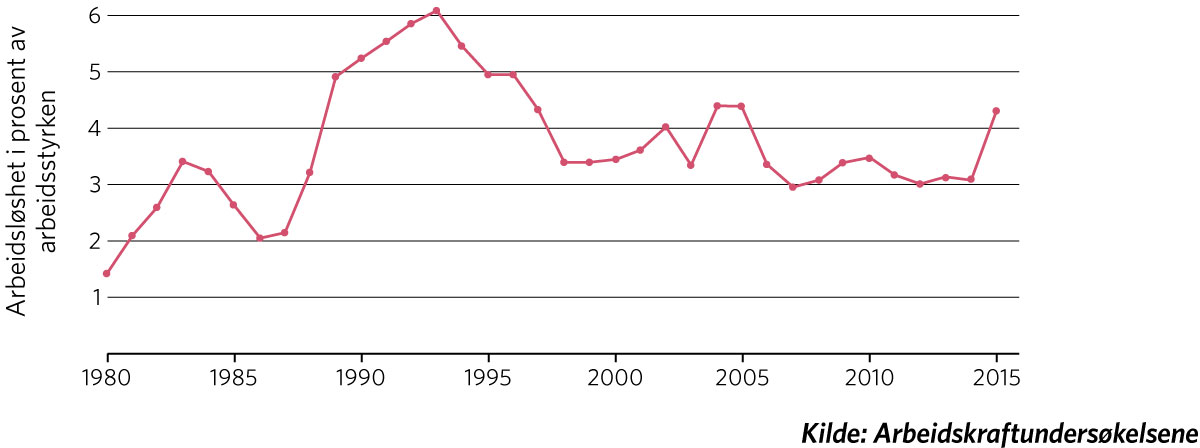 Arbeidsløshet i prosent av
arbeidsstyrken
6
5
4
3
2
1
1980 1985 1990 1995 2000 2005 2010 2015
Kilde: Arbeidskraftundersøkelsene